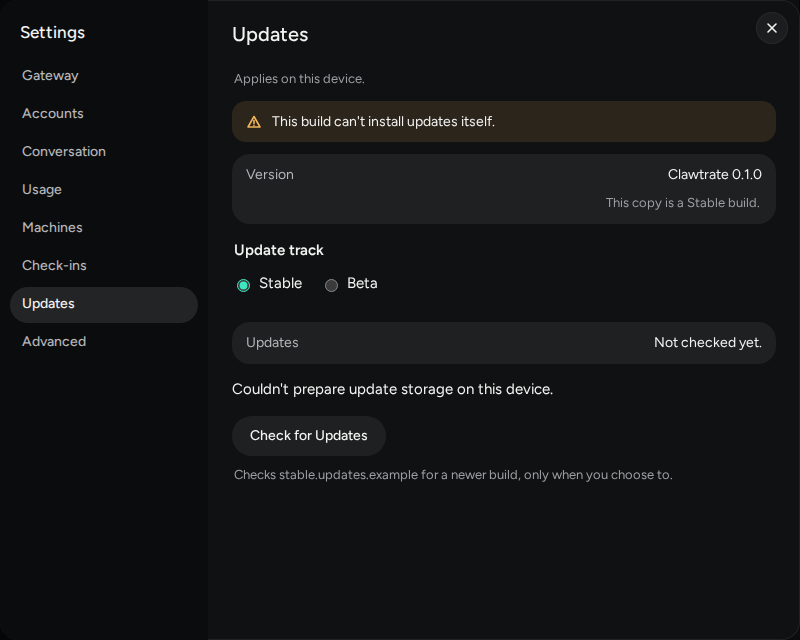 Settings
Gateway
Accounts
Conversation
Usage
Machines
Check-ins
Updates
Advanced
Updates
Applies on this device.
This build can't install updates itself.
Version
Clawtrate 0.1.0
This copy is a Stable build.
Update track
Stable
Beta
Updates
Not checked yet.
Couldn't prepare update storage on this device.
Check for Updates
Checks stable.updates.example for a newer build, only when you choose to.